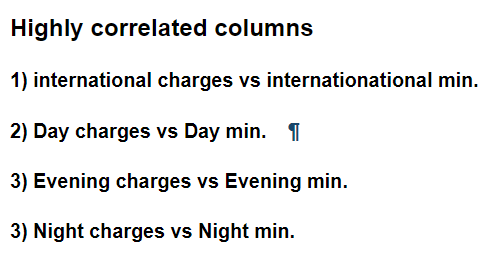 Highly correlated columns
1) international charges vs internationational min.
2) Day charges vs Day min. ¶
3) Evening charges vs Evening min.
3) Night charges vs Night min.